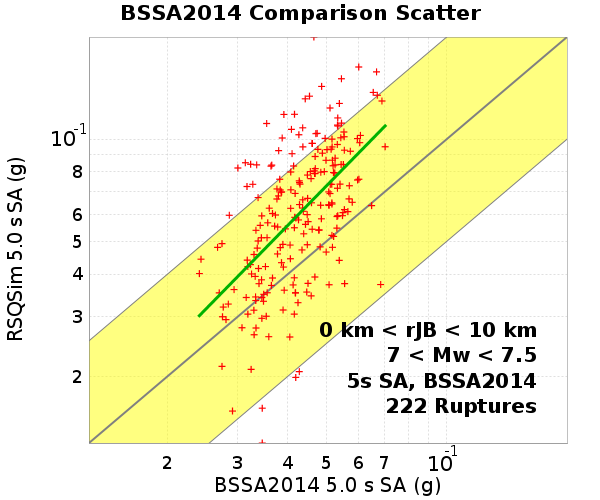 BSSA2014 Comparison Scatter
RSQSim 5.0 s SA (g)
10-1
8
7
6
5
4
3
2
0 km < rJB < 10 km
7 < Mw < 7.5
5s SA, BSSA2014
222 Ruptures
2 3 4 5 6 7 10-1
BSSA2014 5.0 s SA (g)